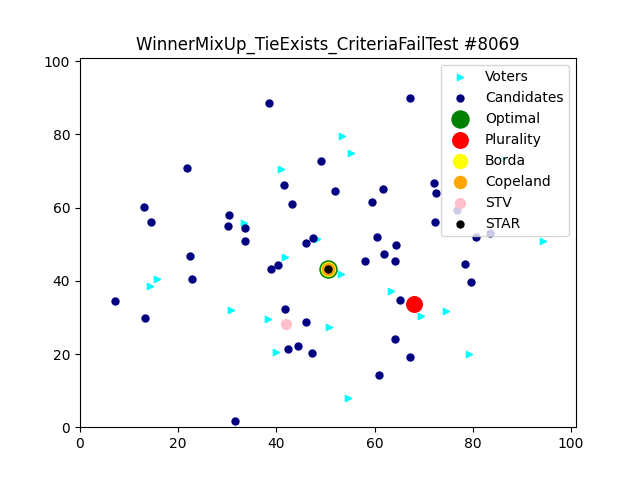 WinnerMixUp_TieExists_CriteriaFailTest #8069
100
80
60
40
20
0
0 20 40 60 80 100
Voters
Candidates
Optimal
Plurality
Borda
Copeland
STV
STAR